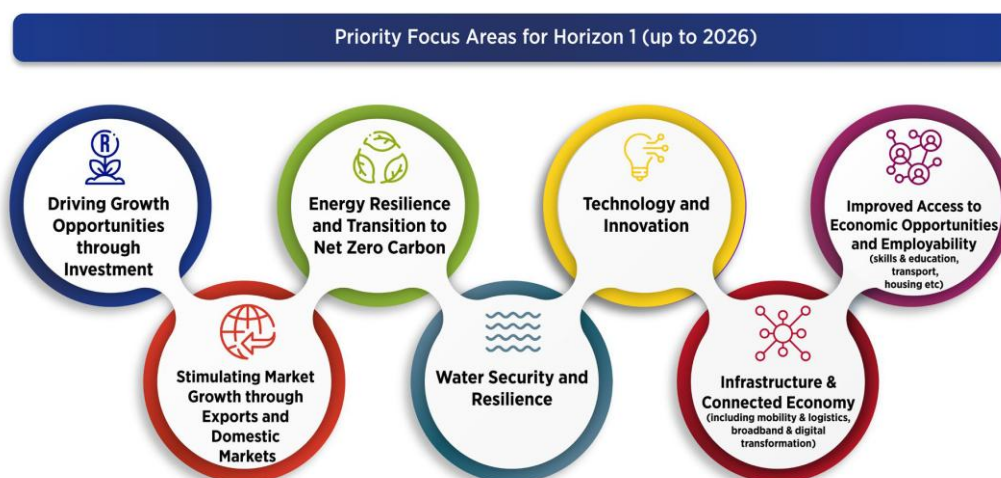 Priority Focus Areas for Horizon 1 (up to 2026)
R
Driving Growth
Opportunities
through
Investment
Stimulating Market
Growth through
Exports and
Domestic
Markets
Energy Resilience
and Transition to
Net Zero Carbon
Water Security and
Resilience
Technology and
Innovation
Infrastructure &
Connected Economy
(including mobility & logistics,
broadband & digital
transformation)
Improved Access to
Economic Opportunities
and Employability
(skills & education,
transport,
housing etc)